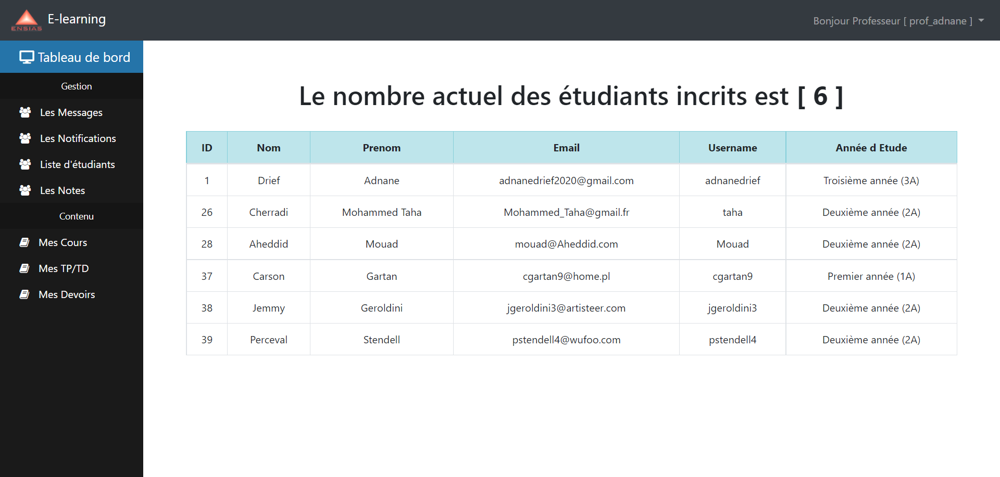 ENSIAS
E-learning
Bonjour Professeur [ prof_adnane ]
Tableau de bord
Gestion
Les Messages
Les Notifications
Liste d'étudiants
Les Notes
Contenu
Mes Cours
Mes TP/TD
Mes Devoirs
Le nombre actuel des étudiants incrits est [ 6 ]
ID Nom Prenom Email Username Année d Etude
1 Drief Adnane adnanedrief2020@gmail.com adnanedrief Troisième année (3A)
26 Cherradi Mohammed Taha Mohammed_Taha@gmail.fr taha Deuxième année (2A)
28 Aheddid Mouad mouad@Aheddid.com Mouad Deuxième année (2A)
37 Carson Gartan cgartan9@home.pl cgartan9 Premier année (1A)
38 Jemmy Geroldini jgeroldini3@artisteer.com jgeroldini3 Deuxième année (2A)
39 Perceval Stendell pstendell4@wufoo.com pstendell4 Deuxième année (2A)